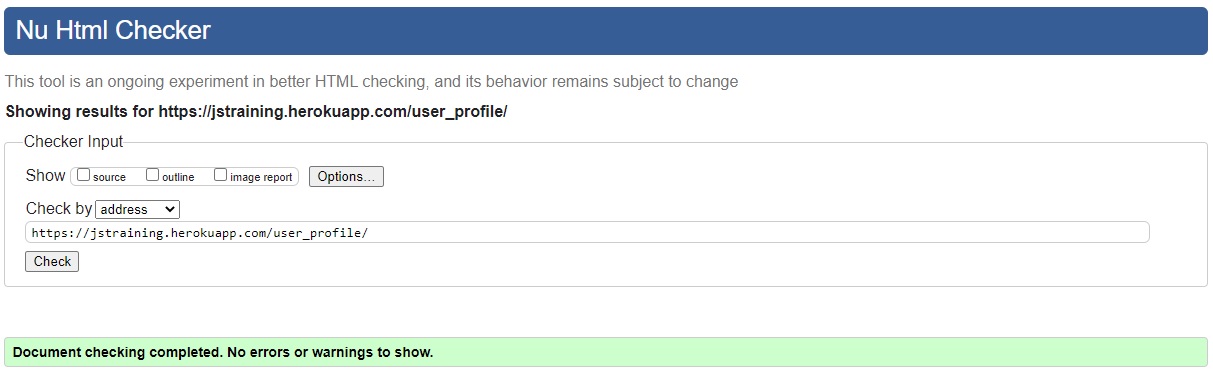 Nu Html Checker
This tool is an ongoing experiment in better HTML checking, and its behavior remains subject to change
Showing results for https://jstraining.herokuapp.com/user_profile/
Checker Input
Show source outline image report Options...
Check by address
https://jstraining.herokuapp.com/user_profile/
Check
Document checking completed. No errors or warnings to show.